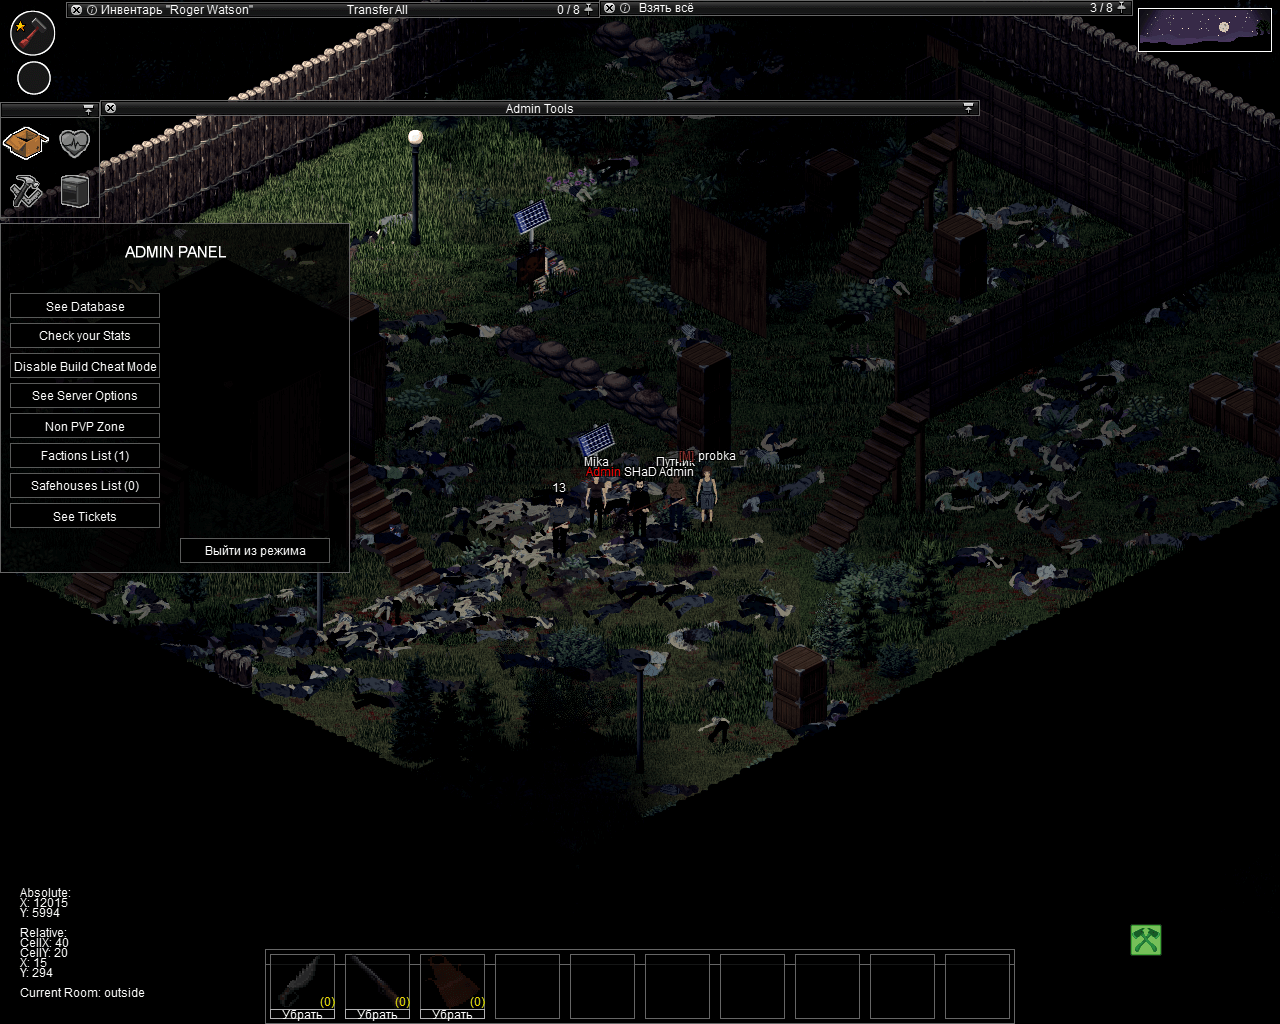 Инвентарь "Roger Watson" Transfer All 0 / 8
Взять всё 3 / 8
Admin Tools
ADMIN PANEL
See Database
Check your Stats
Disable Build Cheat Mode
See Server Options
Non PVP Zone
Factions List (1)
Safehouses List (0)
See Tickets
Выйти из режима
[M] probka
Mika Путник
Admin SHaD Admin
13
Absolute:
X: 12015
Y: 5994
Relative:
CellX: 40
CellY: 20
X: 15
Y: 294
Current Room: outside
(0) (0) (0)
Убрать Убрать Убрать